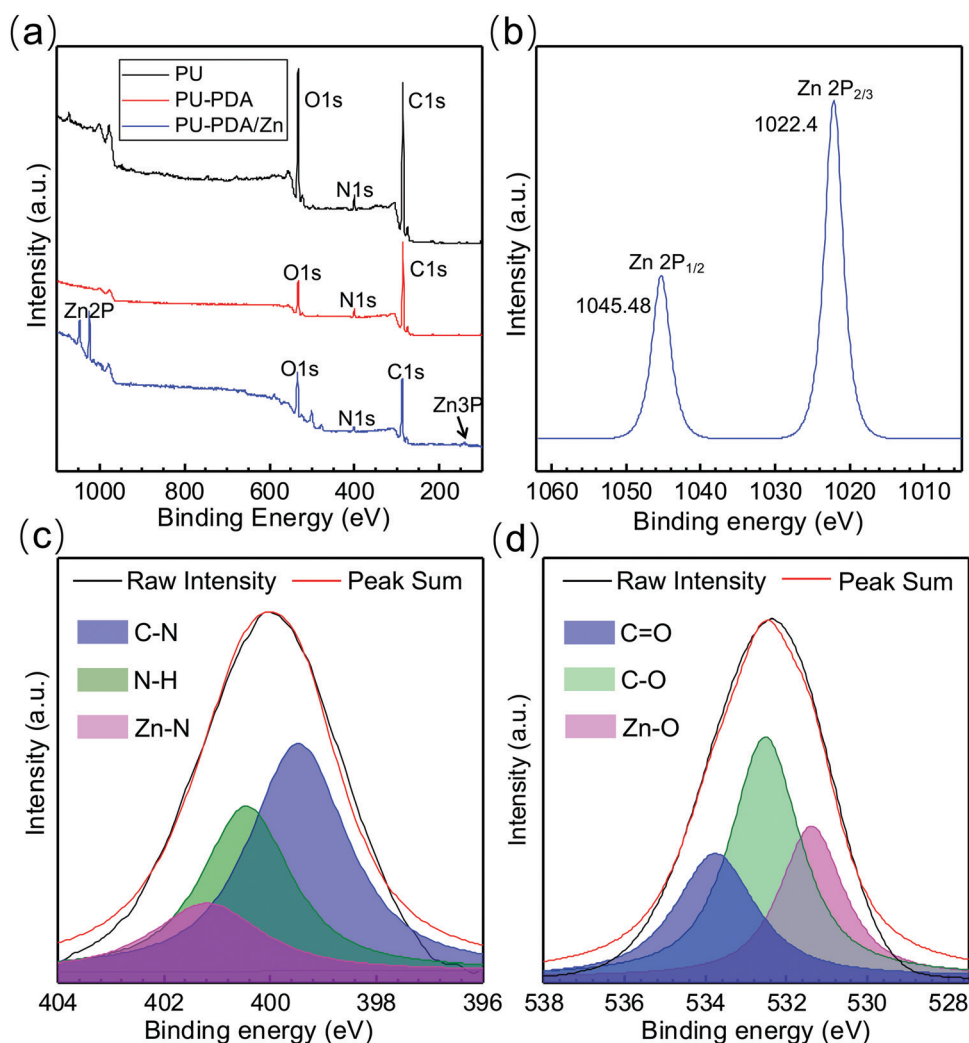 (a)
PU
PU-PDA
PU-PDA/Zn
O1s
C1s
N1s
O1s
N1s
C1s
Zn2P
O1s
N1s
C1s
Zn3P
Intensity (a.u.)
1000 800 600 400 200
Binding Energy (eV)
(b)
Zn 2P2/3
1022.4
Zn 2P1/2
1045.48
Intensity (a.u.)
1060 1050 1040 1030 1020 1010
Binding energy (eV)
(c)
Raw Intensity Peak Sum
C-N
N-H
Zn-N
Intensity (a.u.)
404 402 400 398 396
Binding energy (eV)
(d)
Raw Intensity Peak Sum
C=O
C-O
Zn-O
Intensity (a.u.)
538 536 534 532 530 528
Binding energy (eV)